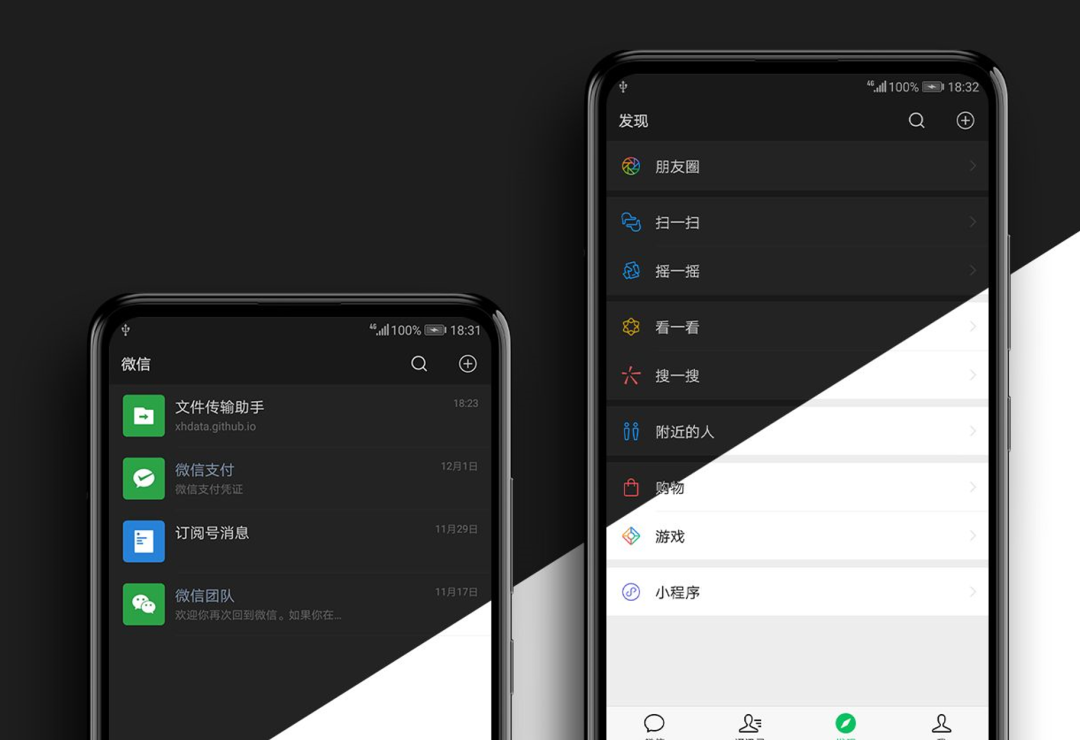 46 100% 18:31
微信
文件传输助手 18:23
xhdata.github.io
微信支付 12月1日
微信支付凭证
订阅号消息 11月29日
微信团队 11月17日
欢迎你再次回到微信。如果你在...
46 100% 18:32
发现
朋友圈
扫一扫
摇一摇
看一看
搜一搜
附近的人
购物
游戏
小程序